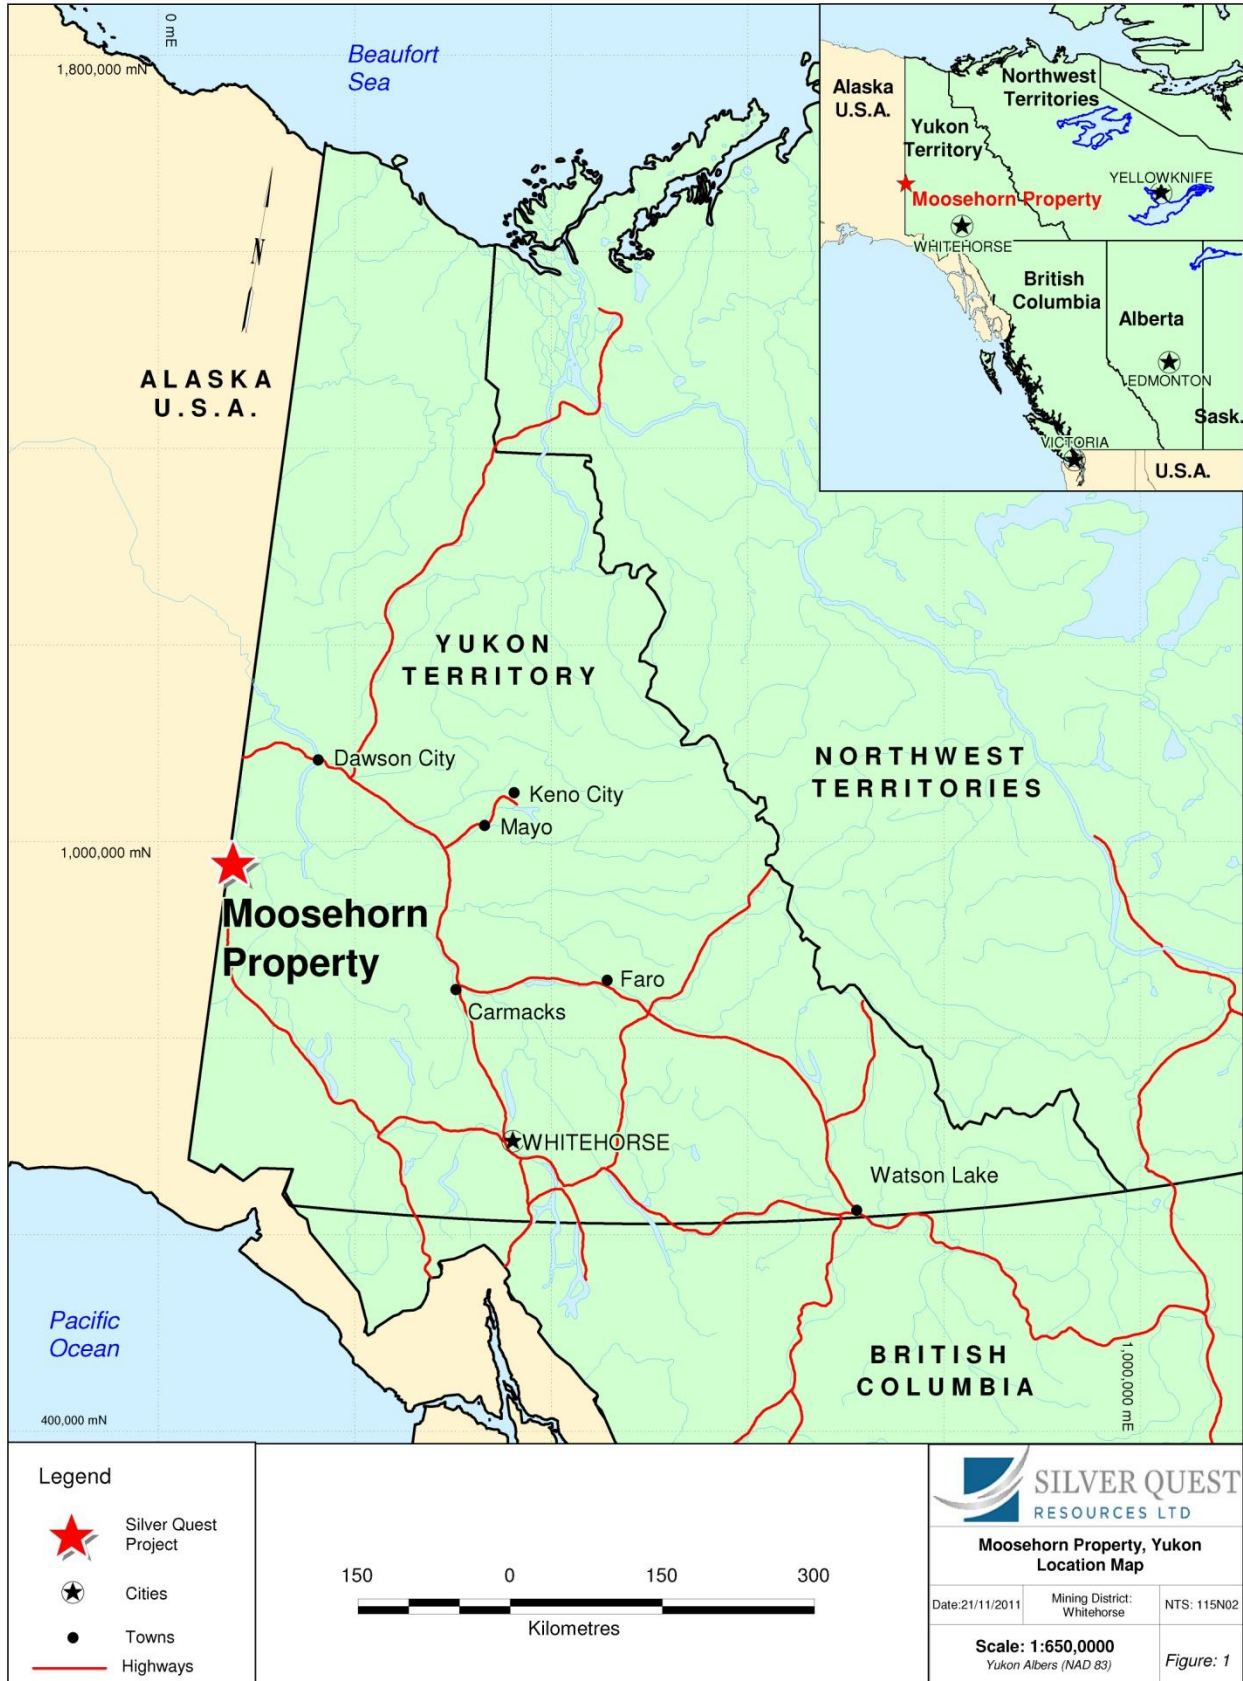 0 mE
1,800,000 mN
Beaufort
Sea
N
ALASKA
U.S.A.
Alaska
U.S.A.
Northwest
Territories
Yukon
Territory
YELLOWKNIFE
Moosehorn Property
WHITEHORSE
British
Columbia
Alberta
EDMONTON
Sask.
VICTORIA
U.S.A.
YUKON
TERRITORY
NORTHWEST
TERRITORIES
Dawson City
Keno City
Mayo
1,000,000 mN
Moosehorn
Property
Faro
Carmacks
WHITEHORSE
Watson Lake
Pacific
Ocean
BRITISH
COLUMBIA
1,000,000 mE
400,000 mN
Legend
Silver Quest
Project
Cities
Towns
Highways
150 0 150 300
Kilometres
SILVER QUEST
RESOURCES LTD
Moosehorn Property, Yukon
Location Map
Date:21/11/2011
Mining District:
Whitehorse
NTS: 115N02
Scale: 1:650,0000
Yukon Albers (NAD 83)
Figure: 1